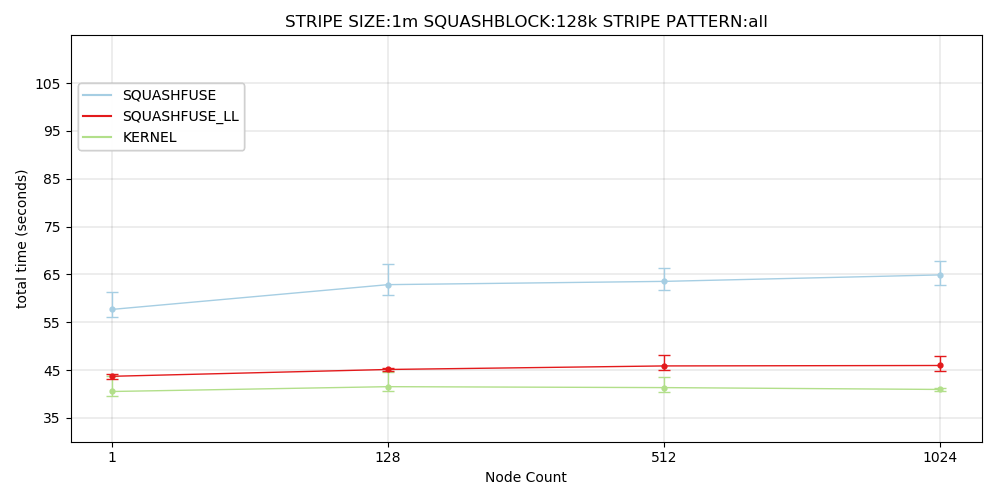 STRIPE SIZE:1m SQUASHBLOCK:128k STRIPE PATTERN:all
105
95
85
75
65
55
45
35
total time (seconds)
SQUASHFUSE
SQUASHFUSE_LL
KERNEL
1
128
512
1024
Node Count